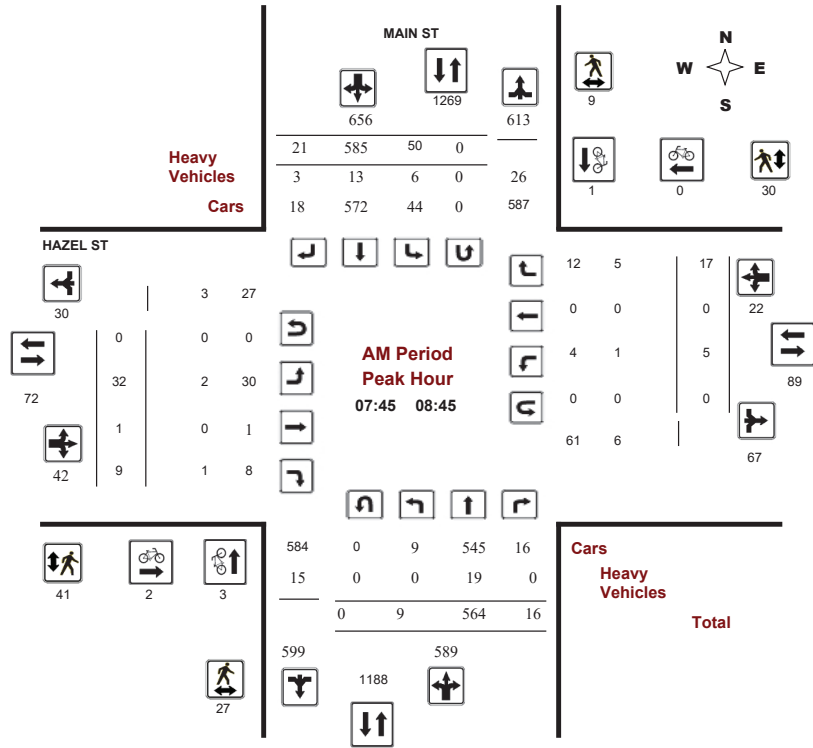 MAIN ST
N
W E
S
1269
9
656 613
21 585 50 0
Heavy
Vehicles
3 13 6 0 26
Cars 18 572 44 0 587
1 0 30
HAZEL ST
30
3 27
0 0 0
72
32 2 30
1 0 1
42
9 1 8
AM Period
Peak Hour
07:45 08:45
12 5 17
22
0 0 0
4 1 5
89
0 0 0
61 6
67
41 2 3
27
584 0 9 545 16
15 0 0 19 0
0 9 564 16
599 589
1188
Cars
Heavy
Vehicles
Total